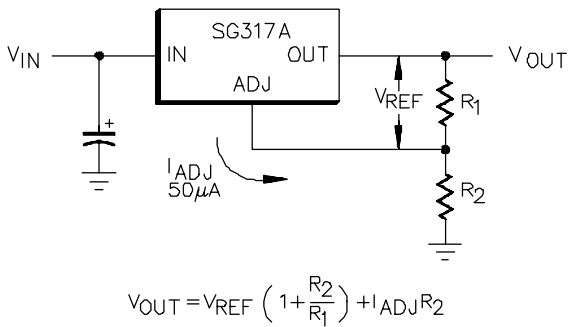 SG317A
V_IN
IN
OUT
V_OUT
ADJ
V_REF
R_1
+
I_ADJ
50µA
R_2
V_OUT = V_REF ( 1 + R_2/R_1 ) + I_ADJ R_2